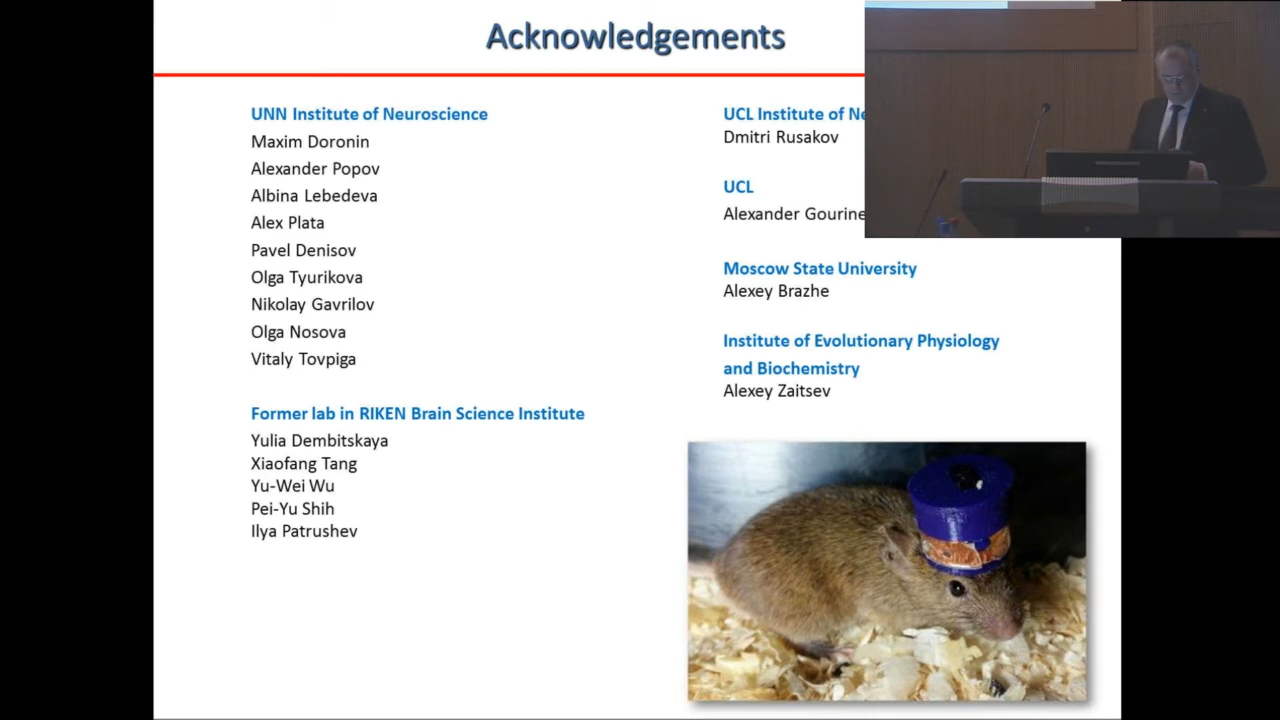 Acknowledgements
UNN Institute of Neuroscience
Maxim Doronin
Alexander Popov
Albina Lebedeva
Alex Plata
Pavel Denisov
Olga Tyurikova
Nikolay Gavrilov
Olga Nosova
Vitaly Tovpiga
Former lab in RIKEN Brain Science Institute
Yulia Dembitskaya
Xiaofang Tang
Yu-Wei Wu
Pei-Yu Shih
Ilya Patrushev
UCL Institute of
Dmitri Rusakov
UCL
Alexander Gourine
Moscow State University
Alexey Brazhe
Institute of Evolutionary Physiology
and Biochemistry
Alexey Zaitsev